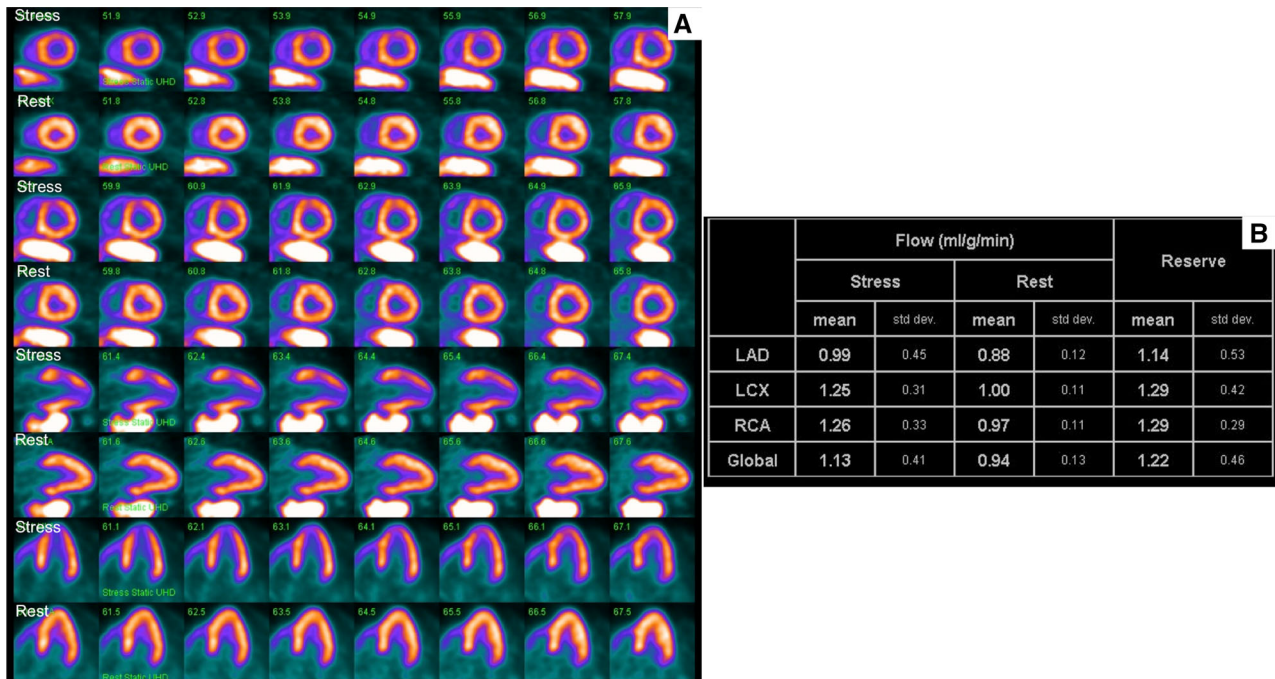 Stress 51.9 52.9 53.9 54.9 55.9 56.9 57.9 A
Static UHD
Rest 51.8 52.8 53.8 54.8 55.8 56.8 57.8
Static UHD
Stress 59.9 60.9 61.9 62.9 63.9 64.9 65.9
Rest 59.8 60.8 61.8 62.8 63.8 64.8 65.8
Stress 61.4 62.4 63.4 64.4 65.4 66.4 67.4
Stress Static UHD
Rest 61.6 62.6 63.6 64.6 65.6 66.6 67.6
Rest Static UHD
Stress 61.1 62.1 63.1 64.1 65.1 66.1 67.1
Stress Static UHD
Rest 61.5 62.5 63.5 64.5 65.5 66.5 67.5
Rest Static UHD
B
Flow (ml/g/min) Reserve
Stress Rest
mean std dev. mean std dev. mean std dev.
LAD 0.99 0.45 0.88 0.12 1.14 0.53
LCX 1.25 0.31 1.00 0.11 1.29 0.42
RCA 1.26 0.33 0.97 0.11 1.29 0.29
Global 1.13 0.41 0.94 0.13 1.22 0.46